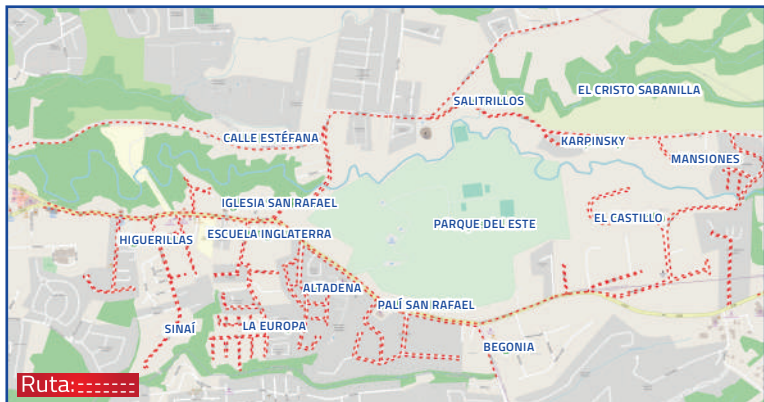 EL CRISTO SABANILLA
SALITRILLOS
CALLE ESTÉFANA
KARPINSKY
MANSIONES
IGLESIA SAN RAFAEL
EL CASTILLO
PARQUE DEL ESTE
ESCUELA INGLATERRA
HIGUERILLAS
ALTADENA
PALÍ SAN RAFAEL
LA EUROPA
SINAÍ
BEGONIA
Ruta: